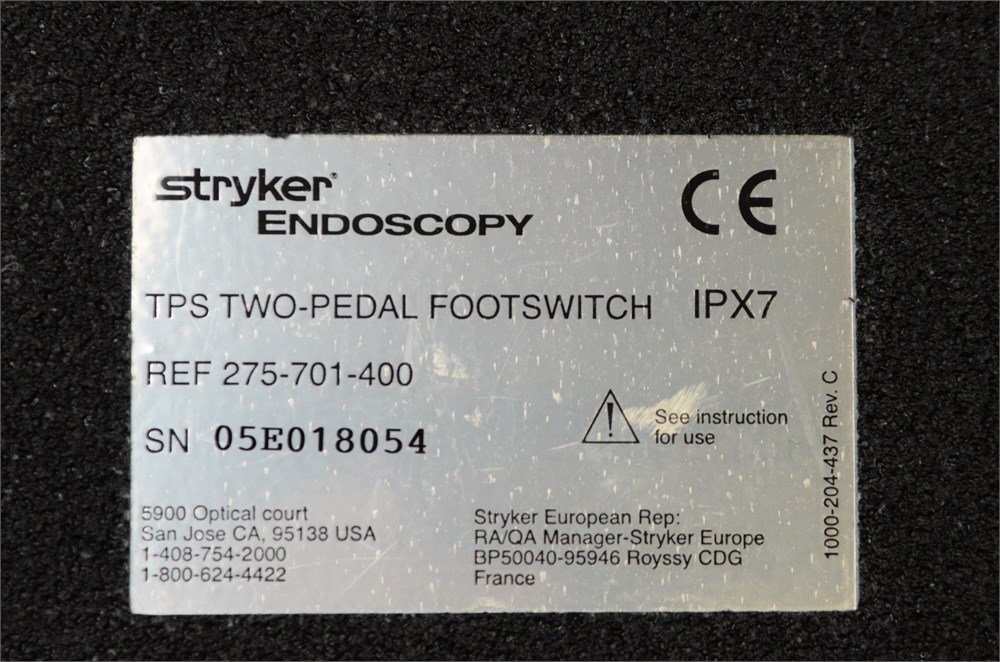 stryker®
ENDOSCOPY
CE
TPS TWO-PEDAL FOOTSWITCH IPX7
REF 275-701-400
SN 05E018054
See instruction
for use
5900 Optical court
San Jose CA, 95138 USA
1-408-754-2000
1-800-624-4422
Stryker European Rep:
RA/QA Manager-Stryker Europe
BP50040-95946 Royssy CDG
France
1000-204-437 Rev. C